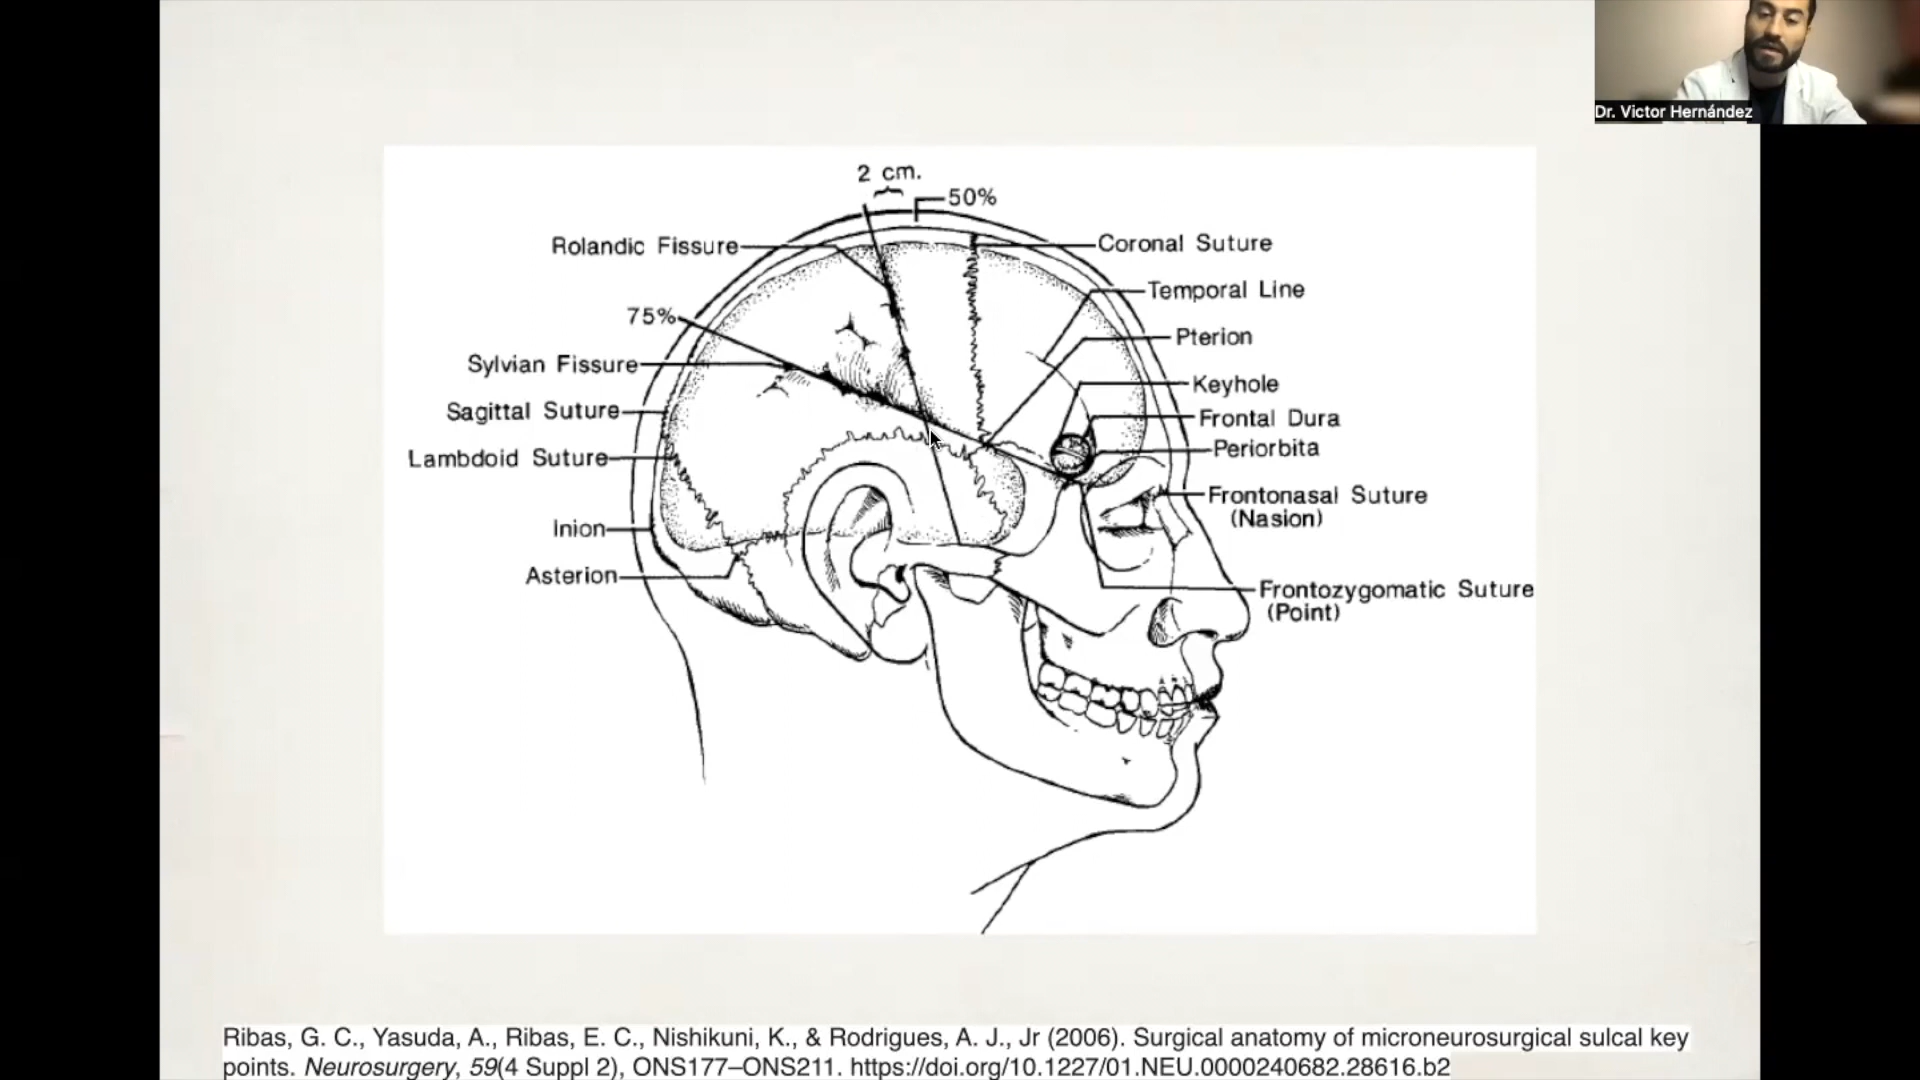 Dr. Victor Hernández
2 cm.
50%
Rolandic Fissure
Coronal Suture
Temporal Line
75%
Pterion
Sylvian Fissure
Keyhole
Sagittal Suture
Frontal Dura
Periorbita
Lambdoid Suture
Frontonasal Suture
(Nasion)
Inion
Asterion
Frontozygomatic Suture
(Point)
Ribas, G. C., Yasuda, A., Ribas, E. C., Nishikuni, K., & Rodrigues, A. J., Jr (2006). Surgical anatomy of microneurosurgical sulcal key
points. Neurosurgery, 59(4 Suppl 2), ONS177–ONS211. https://doi.org/10.1227/01.NEU.0000240682.28616.b2